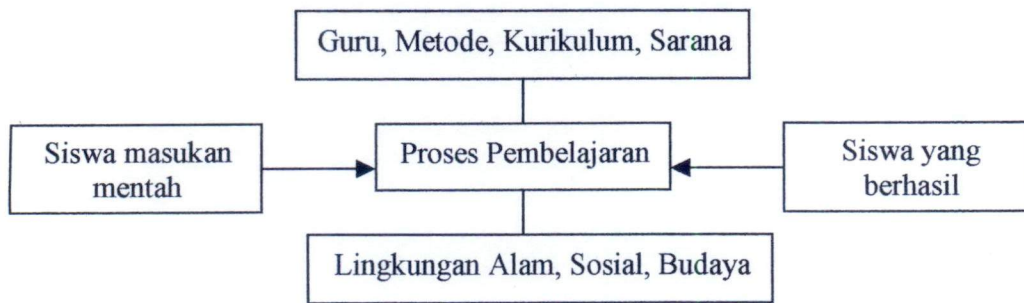 Guru, Metode, Kurikulum, Sarana
Siswa masukan
mentah
Proses Pembelajaran
Siswa yang
berhasil
Lingkungan Alam, Sosial, Budaya